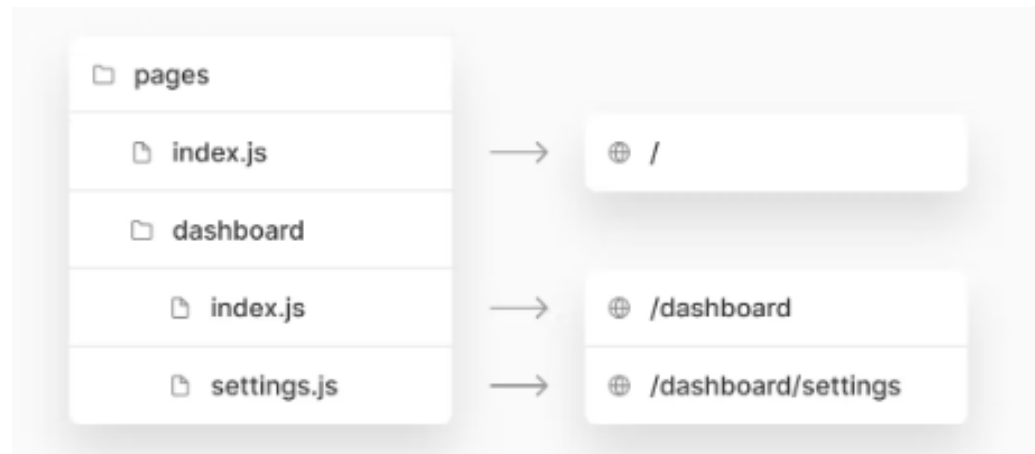 pages
index.js
/
dashboard
index.js
/dashboard
settings.js
/dashboard/settings